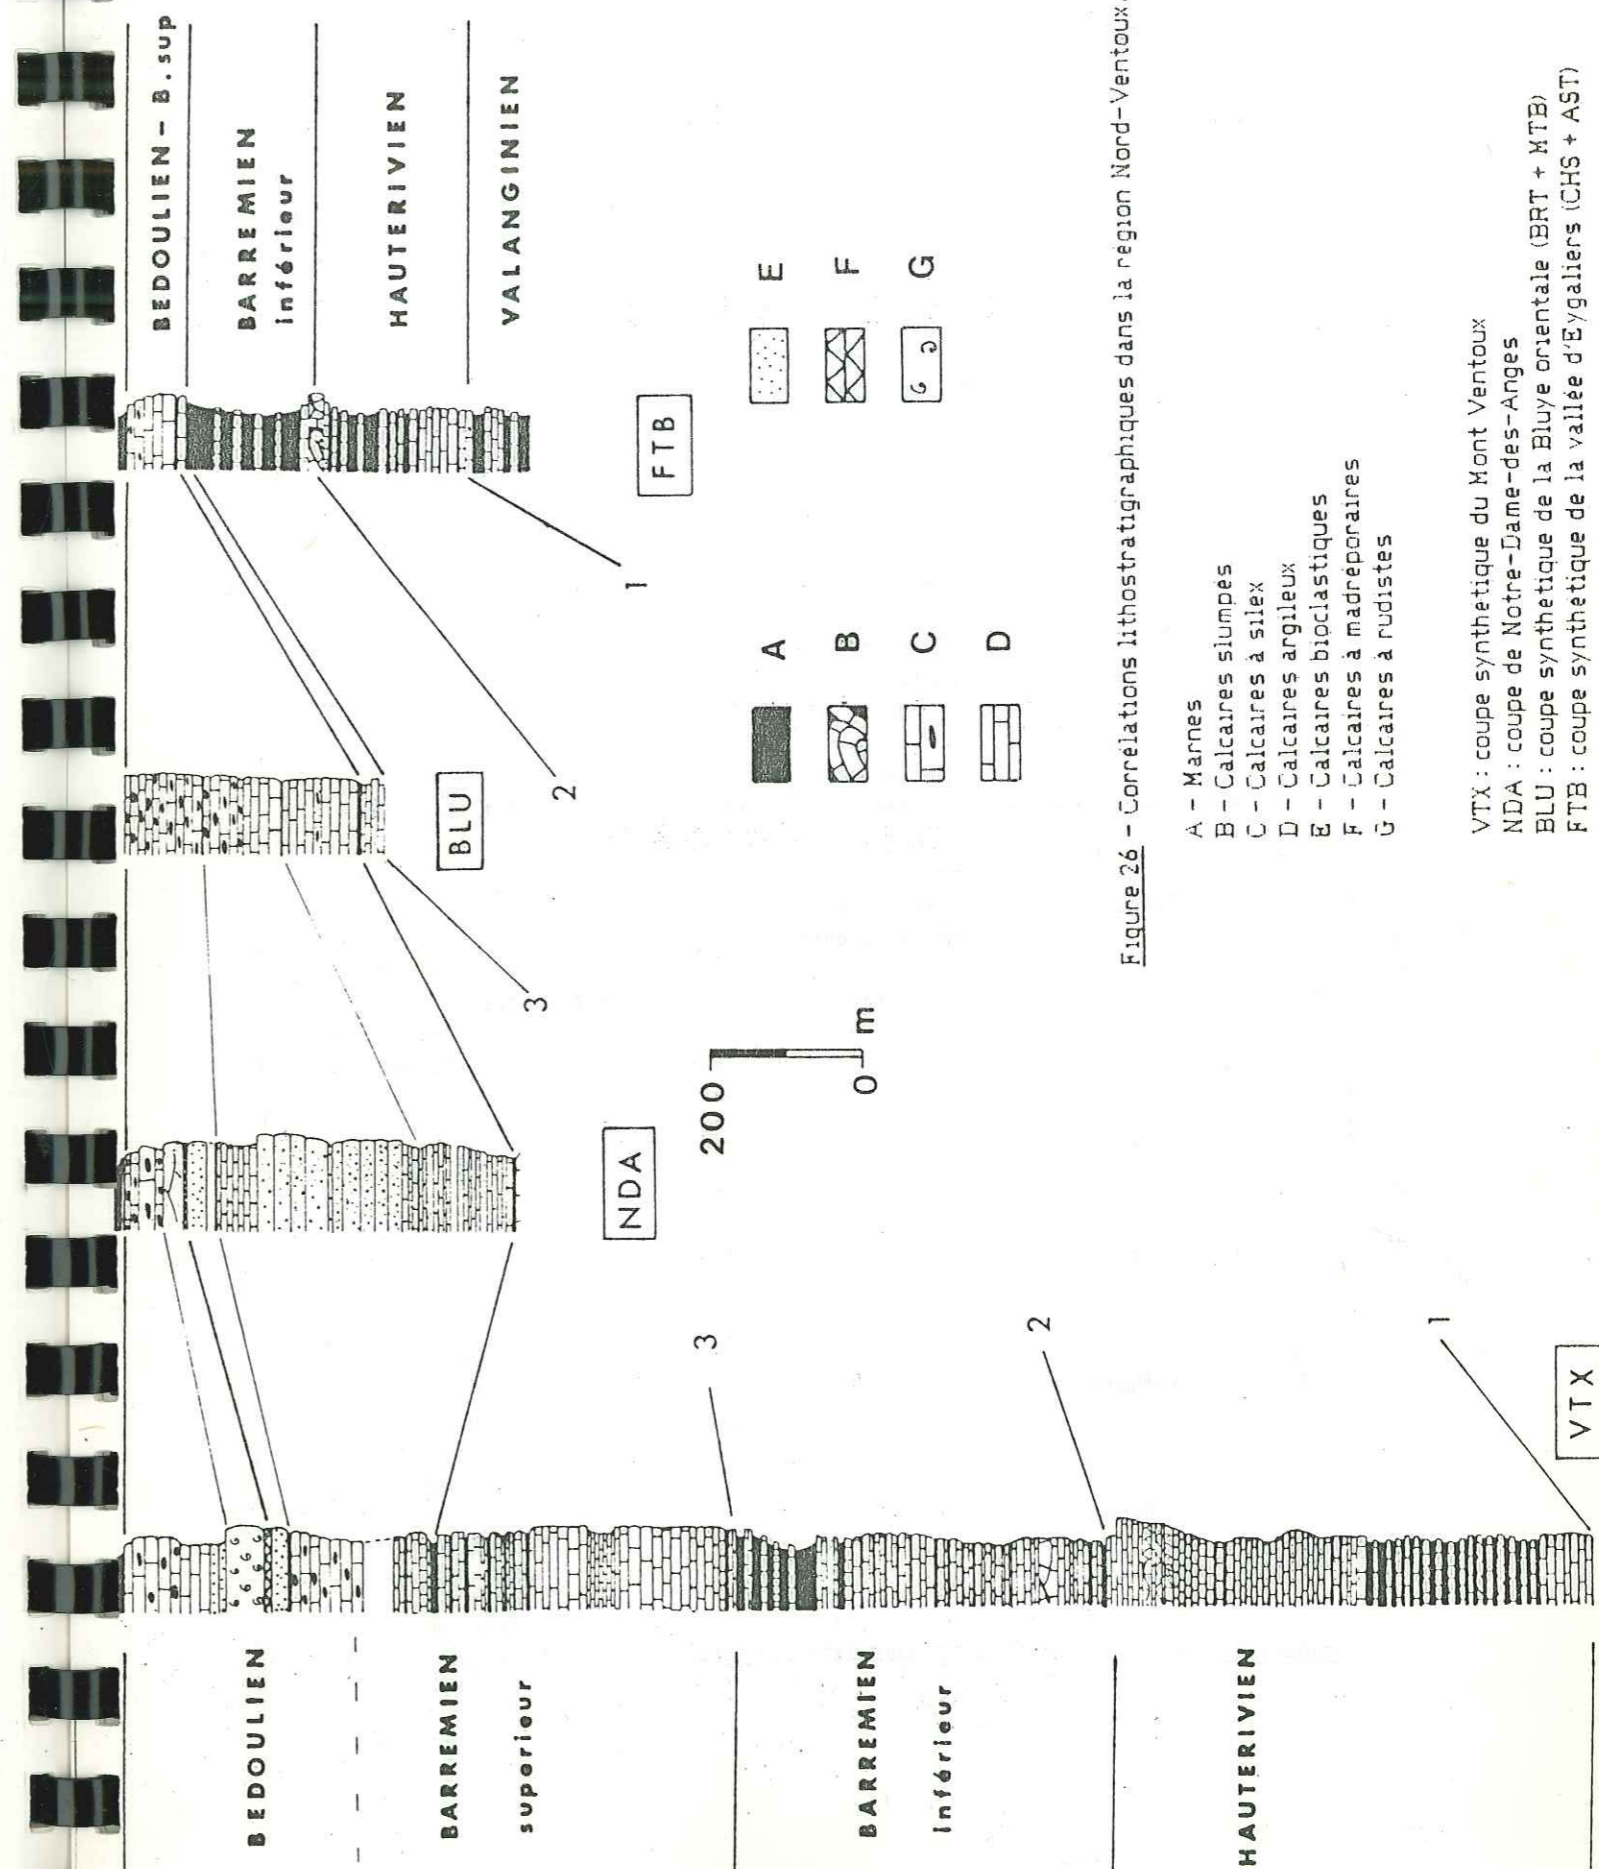 BEDOULIEN
BARREMIEN
superieur
BARREMIEN
inférieur
HAUTERIVIEN
3
2
1
VTX
NDA
200
0 m
3
BLU
2
1
FTB
BEDOULIEN – B.sup
BARREMIEN
inférieur
HAUTERIVIEN
VALANGINIEN
A
B
C
D
E
F
G
Figure 26 – Corrélations lithostratigraphiques dans la région Nord-Ventoux.
A – Marnes
B – Calcaires slumpés
C – Calcaires à silex
D – Calcaires argileux
E – Calcaires bioclastiques
F – Calcaires à madréporaires
G – Calcaires à rudistes
VTX : coupe synthétique du Mont Ventoux
NDA : coupe de Notre-Dame-des-Anges
BLU : coupe synthétique de la Bluye orientale (BRT + MTB)
FTB : coupe synthétique de la vallée d'Eygaliers (CHS + AST)